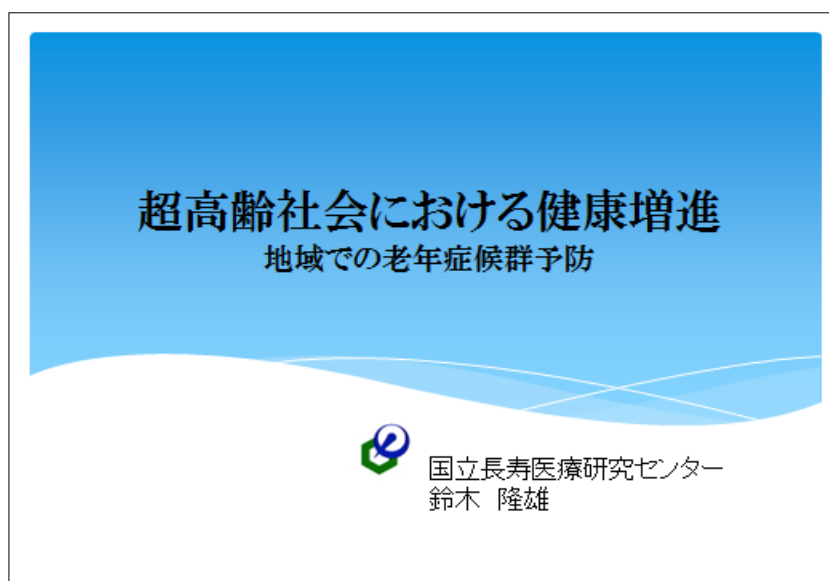 超高齢社会における健康増進
地域での老年症候群予防
国立長寿医療研究センター
鈴木 隆雄